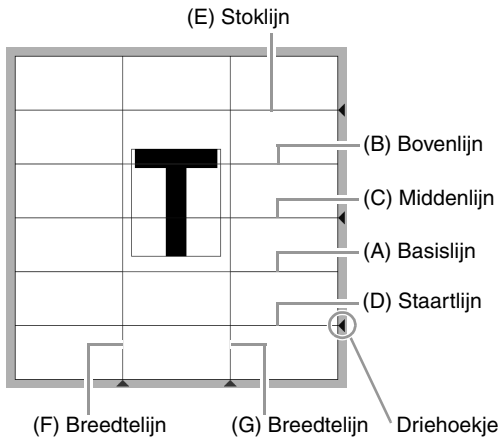 (E) Stoklijn
T
(B) Bovenlijn
(C) Middenlijn
(A) Basislijn
(D) Staartlijn
(F) Breedtelijn
(G) Breedtelijn
Driehoekje